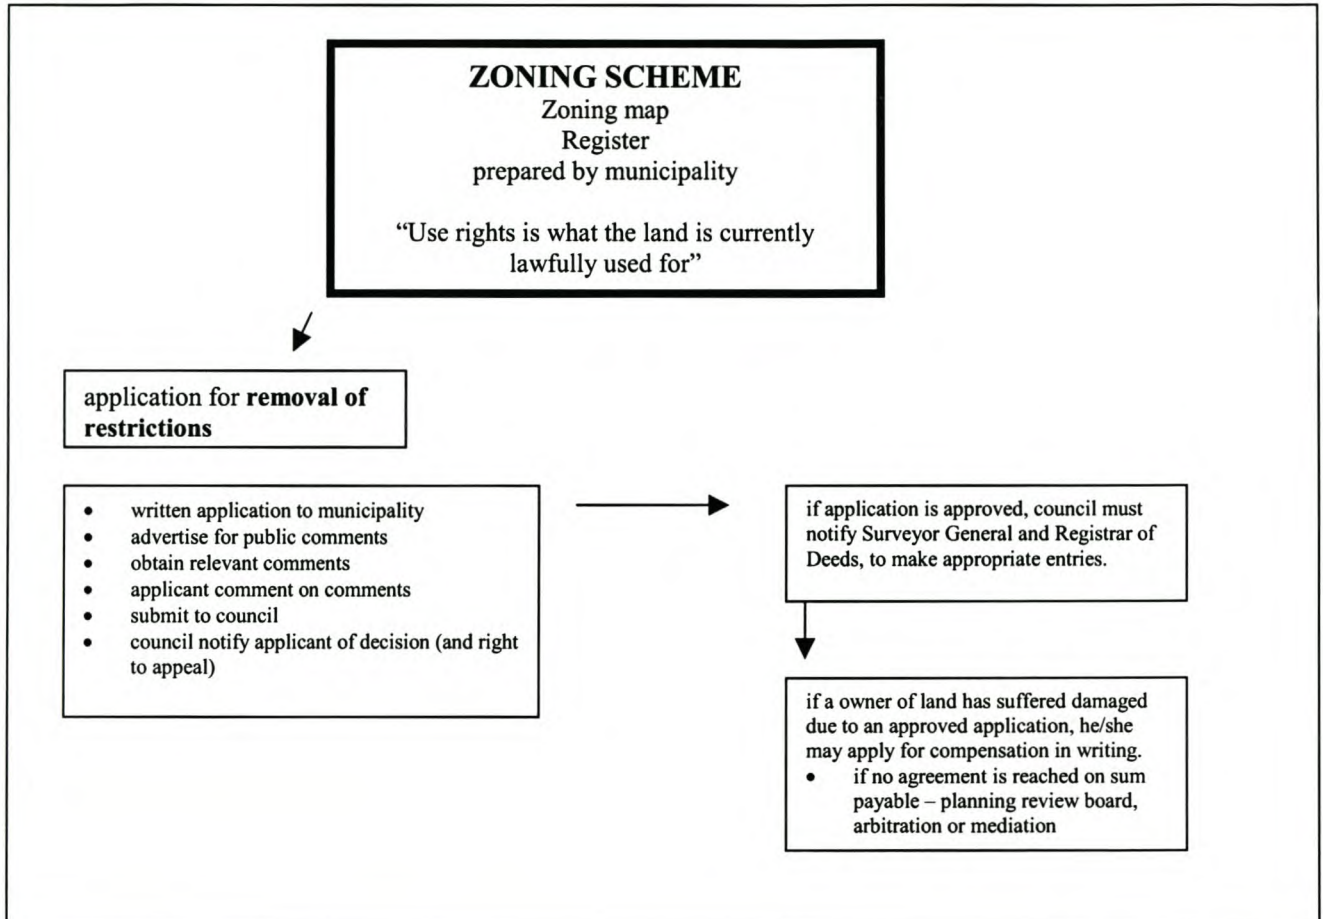 ZONING SCHEME
Zoning map
Register
prepared by municipality
“Use rights is what the land is currently
lawfully used for”
application for removal of
restrictions
• written application to municipality
• advertise for public comments
• obtain relevant comments
• applicant comment on comments
• submit to council
• council notify applicant of decision (and right
to appeal)
if application is approved, council must
notify Surveyor General and Registrar of
Deeds, to make appropriate entries.
if a owner of land has suffered damaged
due to an approved application, he/she
may apply for compensation in writing.
• if no agreement is reached on sum
payable – planning review board,
arbitration or mediation